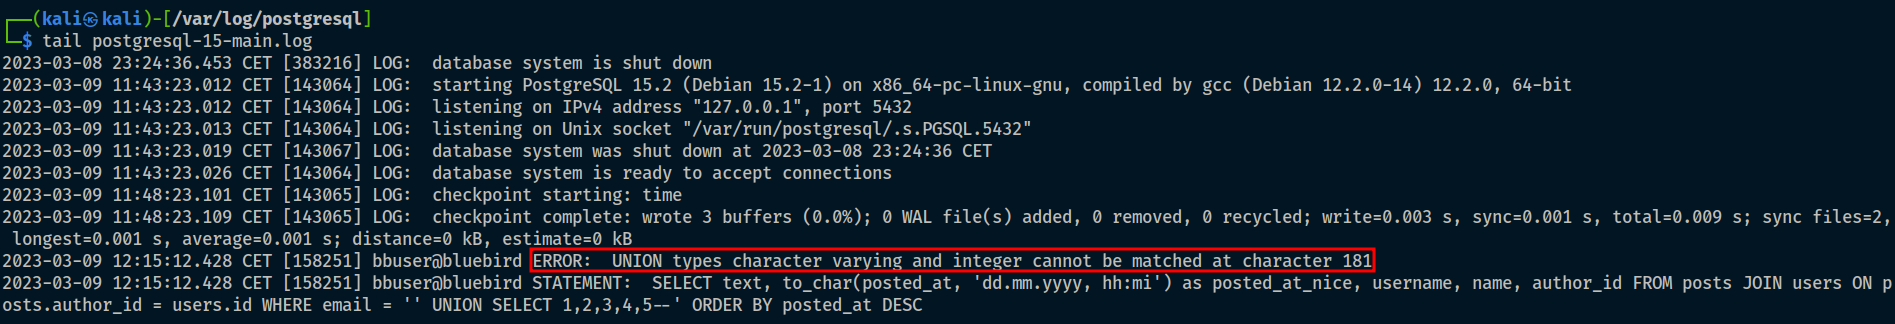 ┌──(kali㉿kali)-[/var/log/postgresql]
└─$ tail postgresql-15-main.log
2023-03-08 23:24:36.453 CET [383216] LOG:  database system is shut down
2023-03-09 11:43:23.012 CET [143064] LOG:  starting PostgreSQL 15.2 (Debian 15.2-1) on x86_64-pc-linux-gnu, compiled by gcc (Debian 12.2.0-14) 12.2.0, 64-bit
2023-03-09 11:43:23.012 CET [143064] LOG:  listening on IPv4 address "127.0.0.1", port 5432
2023-03-09 11:43:23.013 CET [143064] LOG:  listening on Unix socket "/var/run/postgresql/.s.PGSQL.5432"
2023-03-09 11:43:23.019 CET [143067] LOG:  database system was shut down at 2023-03-08 23:24:36 CET
2023-03-09 11:43:23.026 CET [143064] LOG:  database system is ready to accept connections
2023-03-09 11:48:23.101 CET [143065] LOG:  checkpoint starting: time
2023-03-09 11:48:23.109 CET [143065] LOG:  checkpoint complete: wrote 3 buffers (0.0%); 0 WAL file(s) added, 0 removed, 0 recycled; write=0.003 s, sync=0.001 s, total=0.009 s; sync files=2,
 longest=0.001 s, average=0.001 s; distance=0 kB, estimate=0 kB
2023-03-09 12:15:12.428 CET [158251] bbuser@bluebird ERROR:  UNION types character varying and integer cannot be matched at character 181
2023-03-09 12:15:12.428 CET [158251] bbuser@bluebird STATEMENT:  SELECT text, to_char(posted_at, 'dd.mm.yyyy, hh:mi') as posted_at_nice, username, name, author_id FROM posts JOIN users ON p
osts.author_id = users.id WHERE email = '' UNION SELECT 1,2,3,4,5--' ORDER BY posted_at DESC